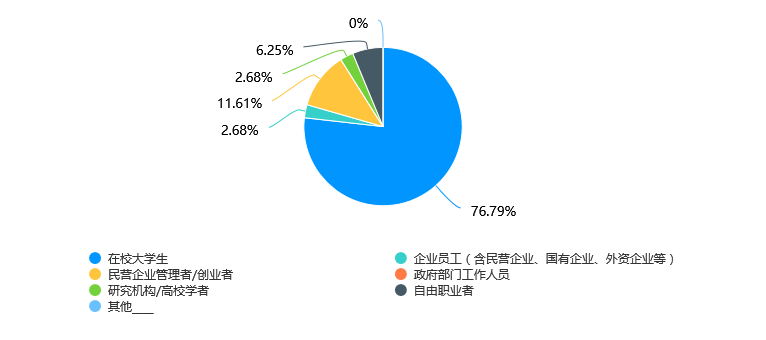 0%
6.25%
2.68%
11.61%
2.68%
76.79%
在校大学生
企业员工（含民营企业、国有企业、外资企业等）
民营企业管理者/创业者
政府部门工作人员
研究机构/高校学者
自由职业者
其他____